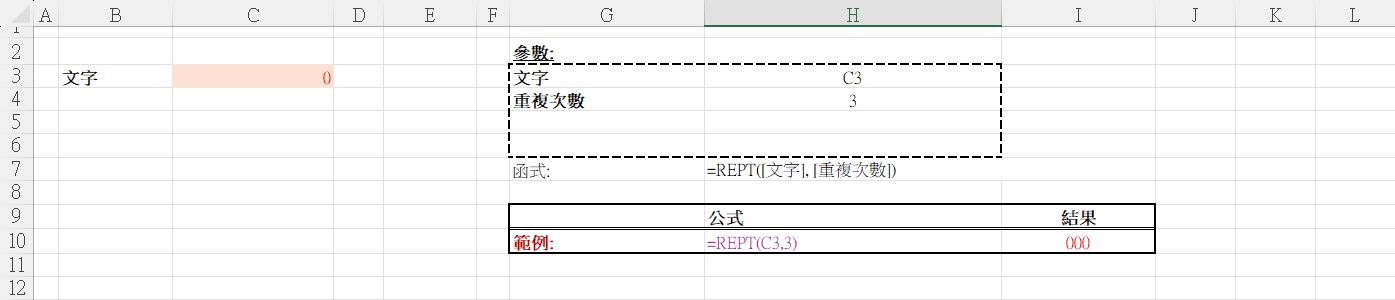 A B C D E F G H I J K L
1
2 參數:
3 文字 0 文字 C3
4 重複次數 3
5
6
7 函式: =REPT([文字], [重複次數])
8
9 公式 結果
10 範例: =REPT(C3,3) 000
11
12